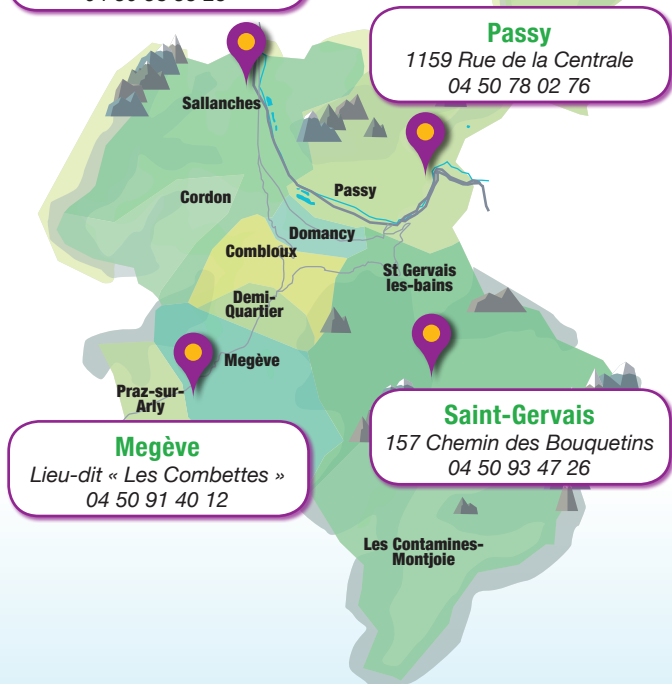 Passy
1159 Rue de la Centrale
04 50 78 02 76
Sallanches
Cordon
Passy
Domancy
Combloux
St Gervais
les-bains
Demi-
Quartier
Megève
Praz-sur-
Arly
Megève
Lieu-dit « Les Combettes »
04 50 91 40 12
Saint-Gervais
157 Chemin des Bouquetins
04 50 93 47 26
Les Contamines-
Montjoie